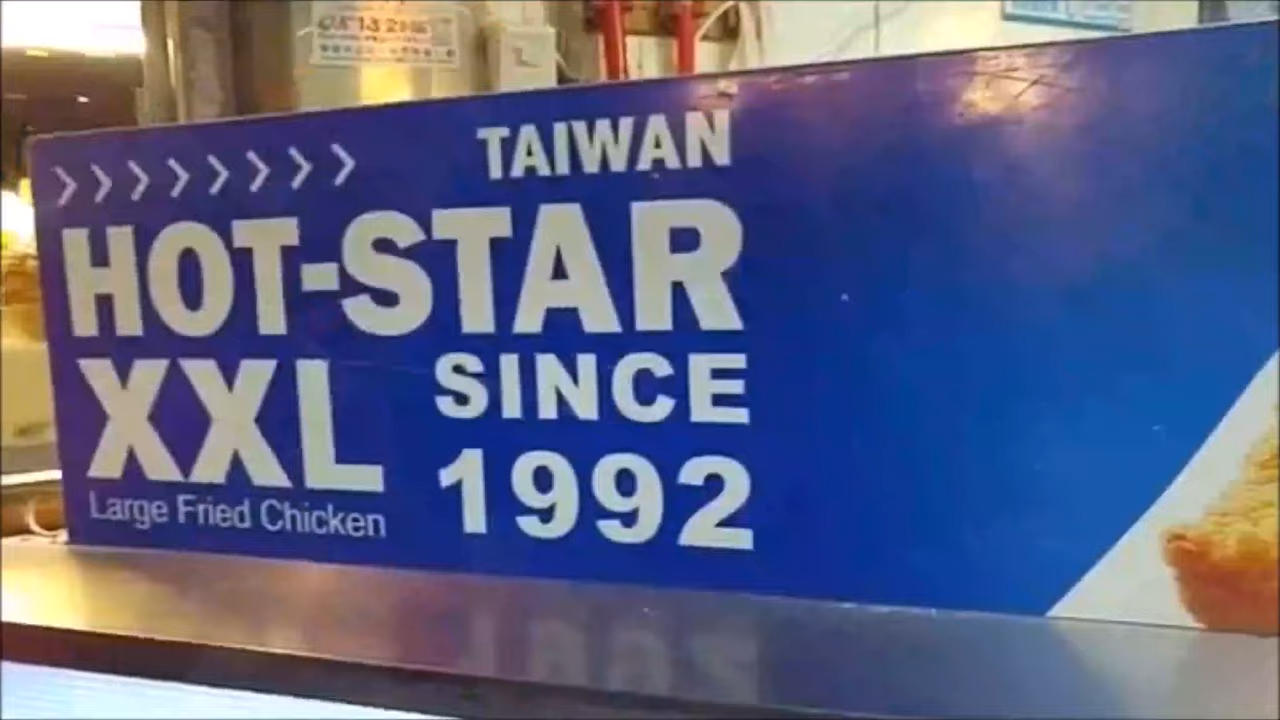 TAIWAN
HOT-STAR
XXL
Large Fried Chicken
SINCE
1992